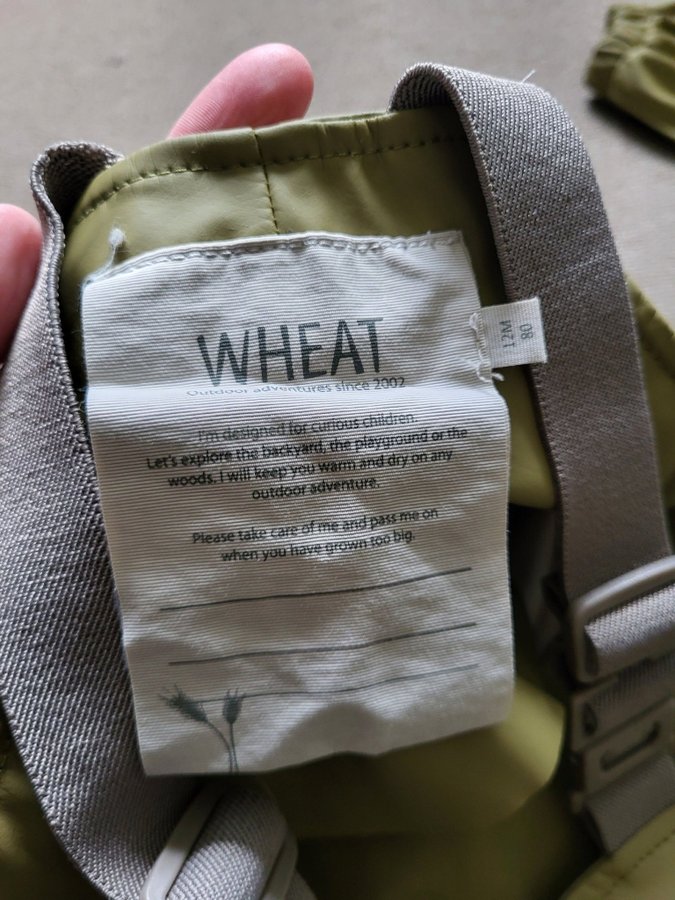 WHEAT
Outdoor adventures since 2002
I'm designed for curious children.
Let's explore the backyard, the playground or the
woods. I will keep you warm and dry on any
outdoor adventure.
Please take care of me and pass me on
when you have grown too big.
12M
80